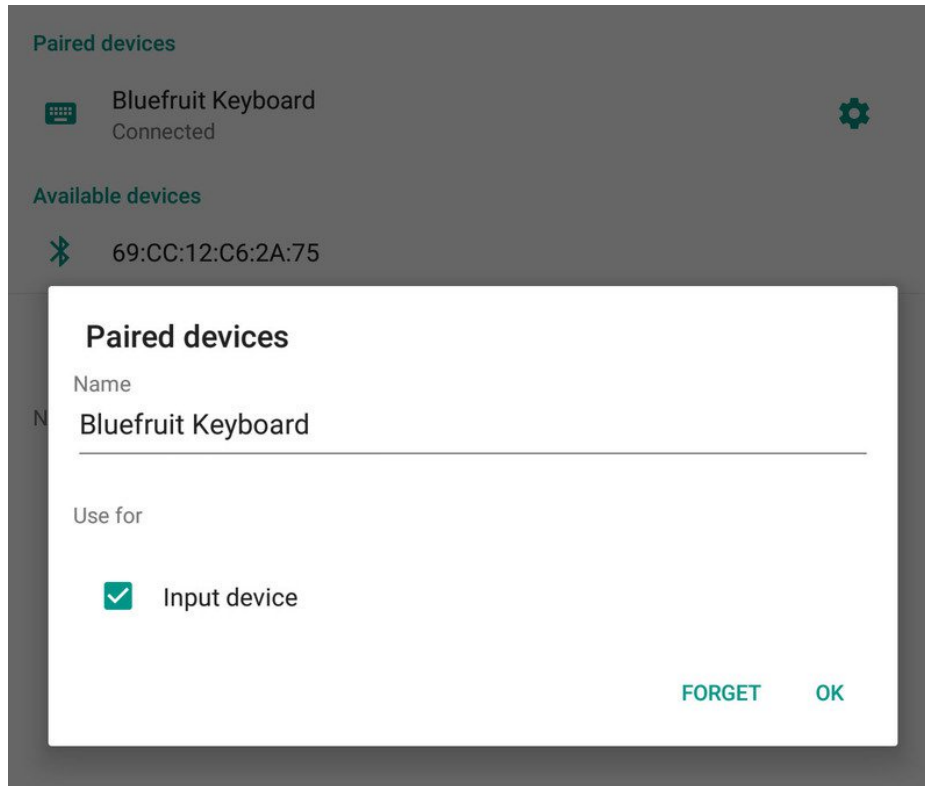 Paired devices
Bluefruit Keyboard
Connected
Available devices
69:CC:12:C6:2A:75
Paired devices
Name
N
Bluefruit Keyboard
Use for
Input device
FORGET OK